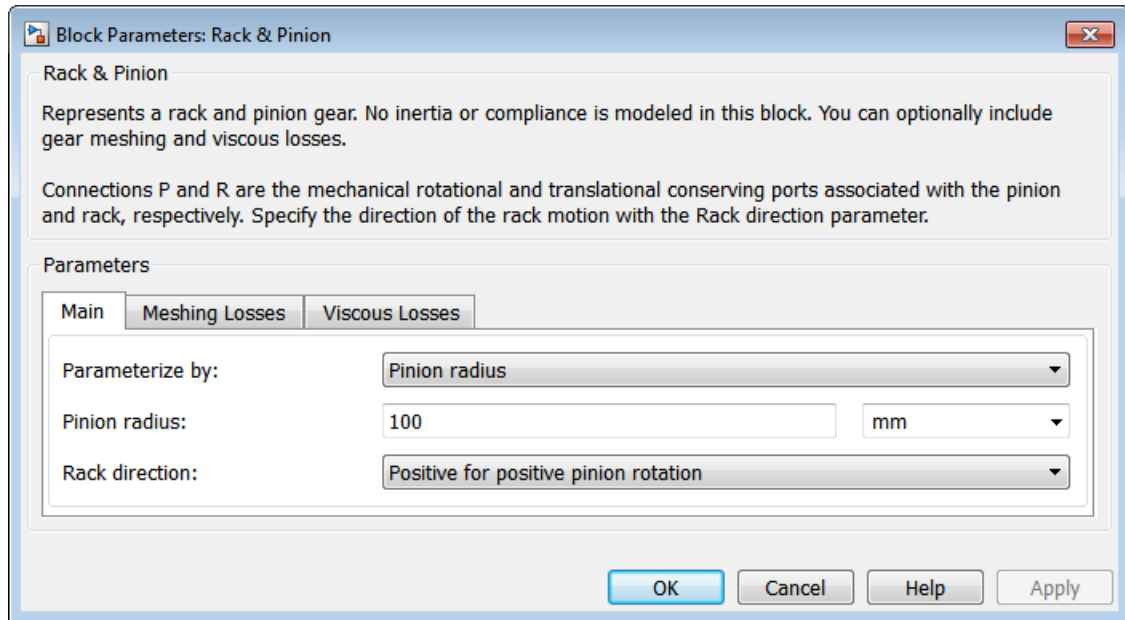 Block Parameters: Rack & Pinion
Rack & Pinion
Represents a rack and pinion gear. No inertia or compliance is modeled in this block. You can optionally include
gear meshing and viscous losses.
Connections P and R are the mechanical rotational and translational conserving ports associated with the pinion
and rack, respectively. Specify the direction of the rack motion with the Rack direction parameter.
Parameters
Main Meshing Losses Viscous Losses
Parameterize by: Pinion radius
Pinion radius: 100 mm
Rack direction: Positive for positive pinion rotation
OK Cancel Help Apply